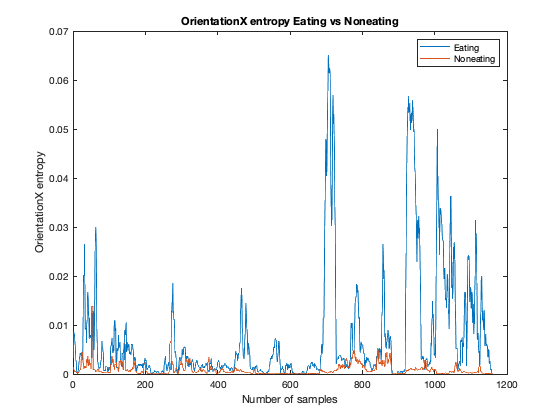 OrientationX entropy Eating vs Noneating
0.07
Eating
Noneating
0.06
0.05
0.04
0.03
0.02
0.01
0
OrientationX entropy
0 200 400 600 800 1000 1200
Number of samples